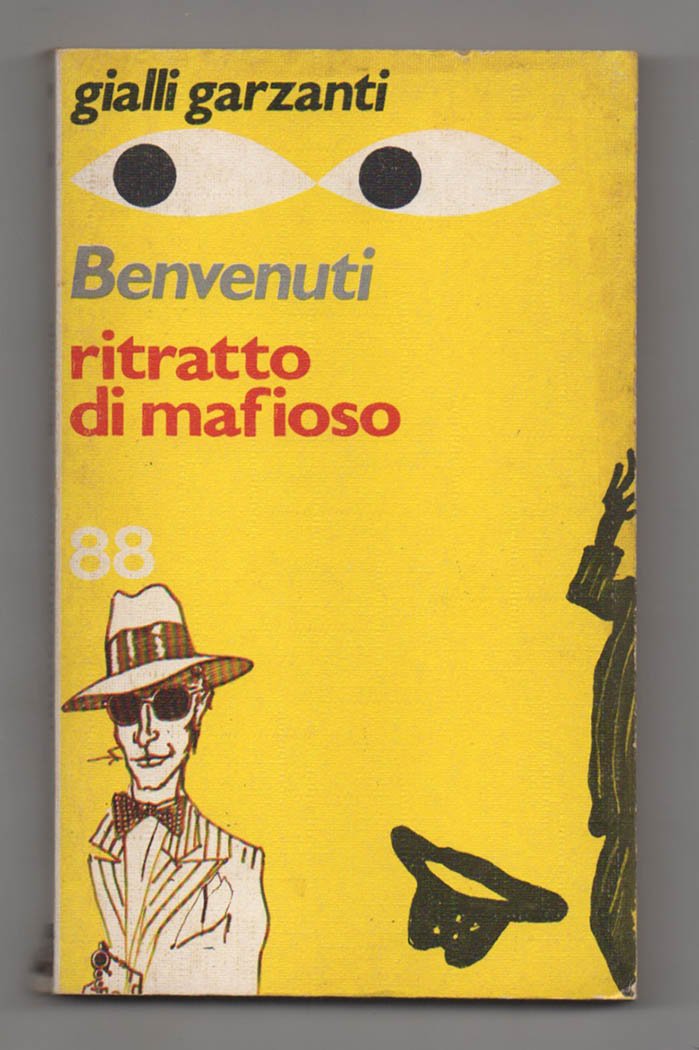 gialli garzanti
Benvenuti
ritratto
di mafioso
88